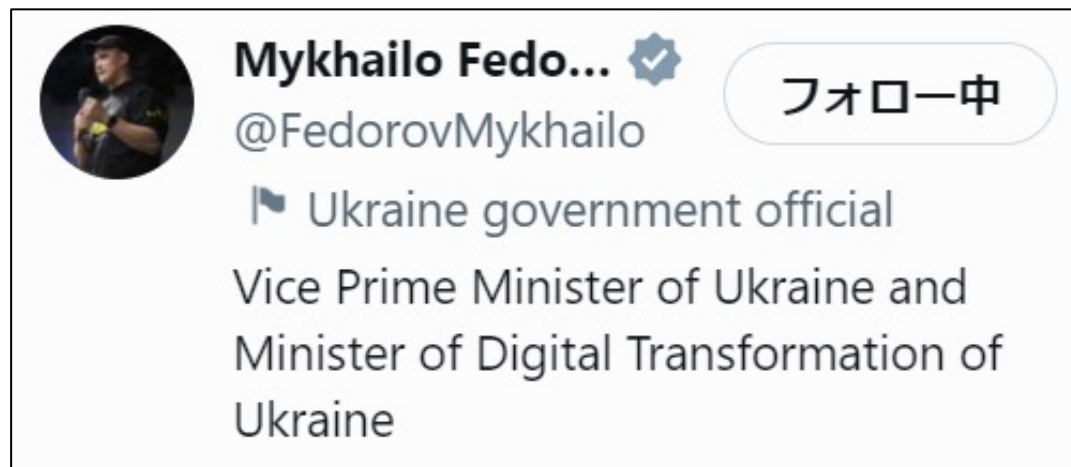 Mykhailo Fedo...
フォロー中
@FedorovMykhailo
Ukraine government official
Vice Prime Minister of Ukraine and
Minister of Digital Transformation of
Ukraine